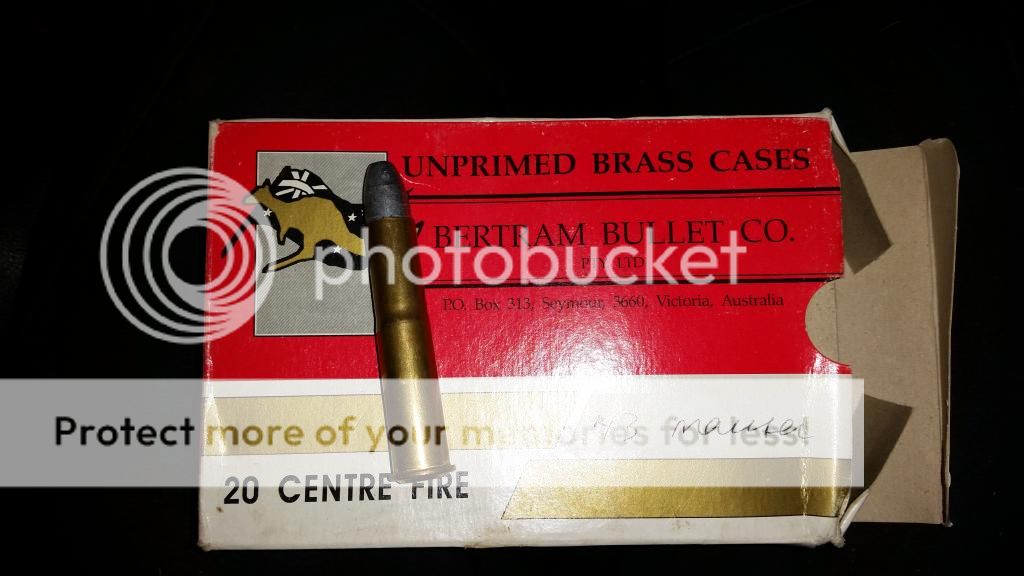 UNPRIMED BRASS CASES
BERTRAM BULLET CO.
PTY. LTD
P.O. Box 313, Seymour, 3660, Victoria, Australia
photobucket
Protect more of your memories for less!
mauser
20 CENTRE FIRE